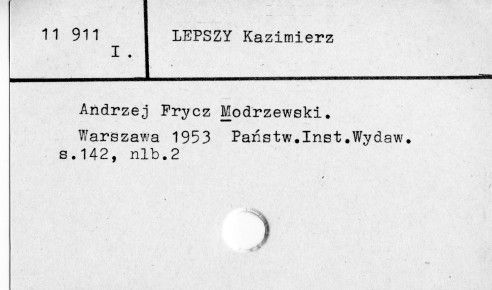 11 911
I.
LEPSZY Kazimierz
Andrzej Frycz Modrzewski.
Warszawa 1953 Państw.Inst.Wydaw.
s.142, nlb.2